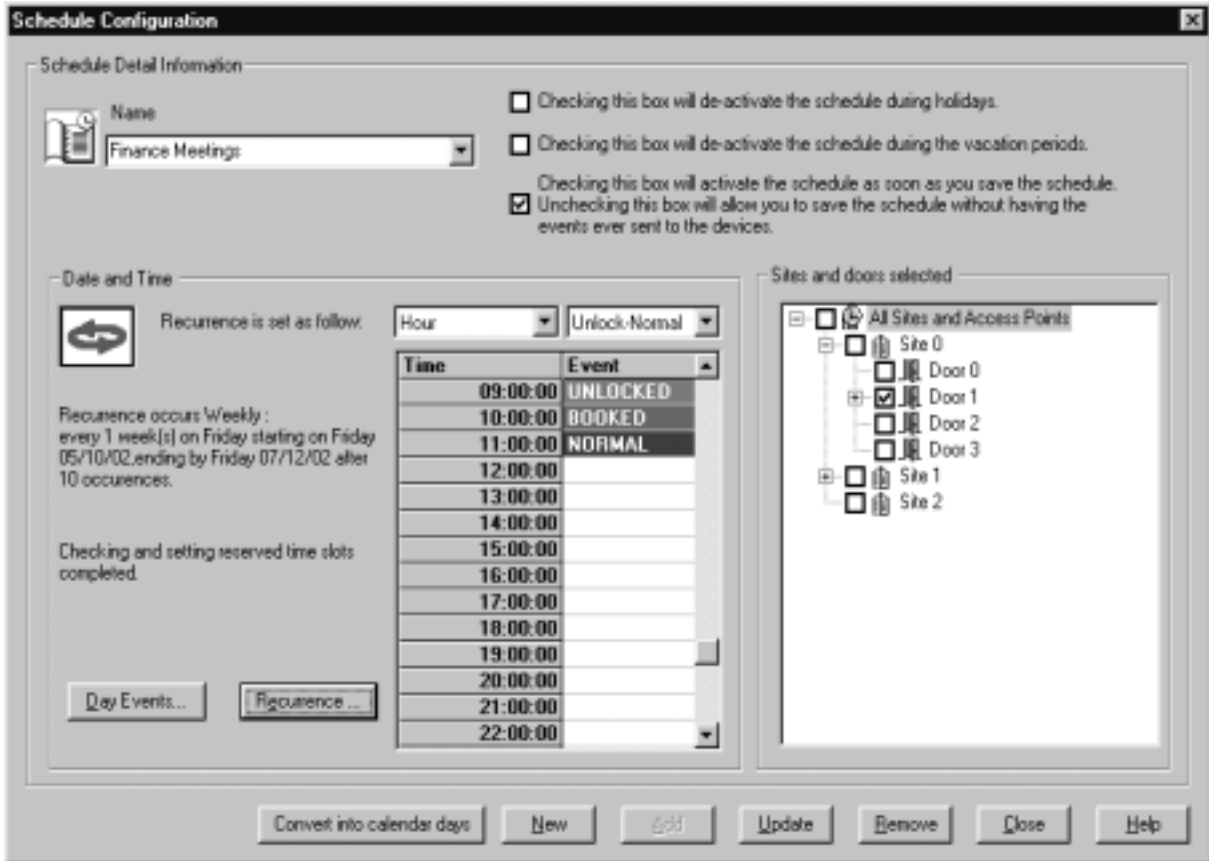 Schedule Configuration
Schedule Detail Information
Name
Finance Meetings
Checking this box will de-activate the schedule during holidays.
Checking this box will de-activate the schedule during the vacation periods.
Checking this box will activate the schedule as soon as you save the schedule.
Unchecking this box will allow you to save the schedule without having the
events ever sent to the devices.
Date and Time
Recurrence is set as follow:
Hour
Unlock-Normal
Time Event
09:00:00 UNLOCKED
10:00:00 BOOKED
11:00:00 NORMAL
12:00:00
13:00:00
14:00:00
15:00:00
16:00:00
17:00:00
18:00:00
19:00:00
20:00:00
21:00:00
22:00:00
Recurrence occurs Weekly :
every 1 week(s) on Friday starting on Friday
05/10/02,ending by Friday 07/12/02 after
10 occurences.
Checking and setting reserved time slots
completed.
Day Events...
Recurrence ...
Sites and doors selected
All Sites and Access Points
Site 0
Door 0
Door 1
Door 2
Door 3
Site 1
Site 2
Convert into calendar days
New
Add
Update
Remove
Close
Help